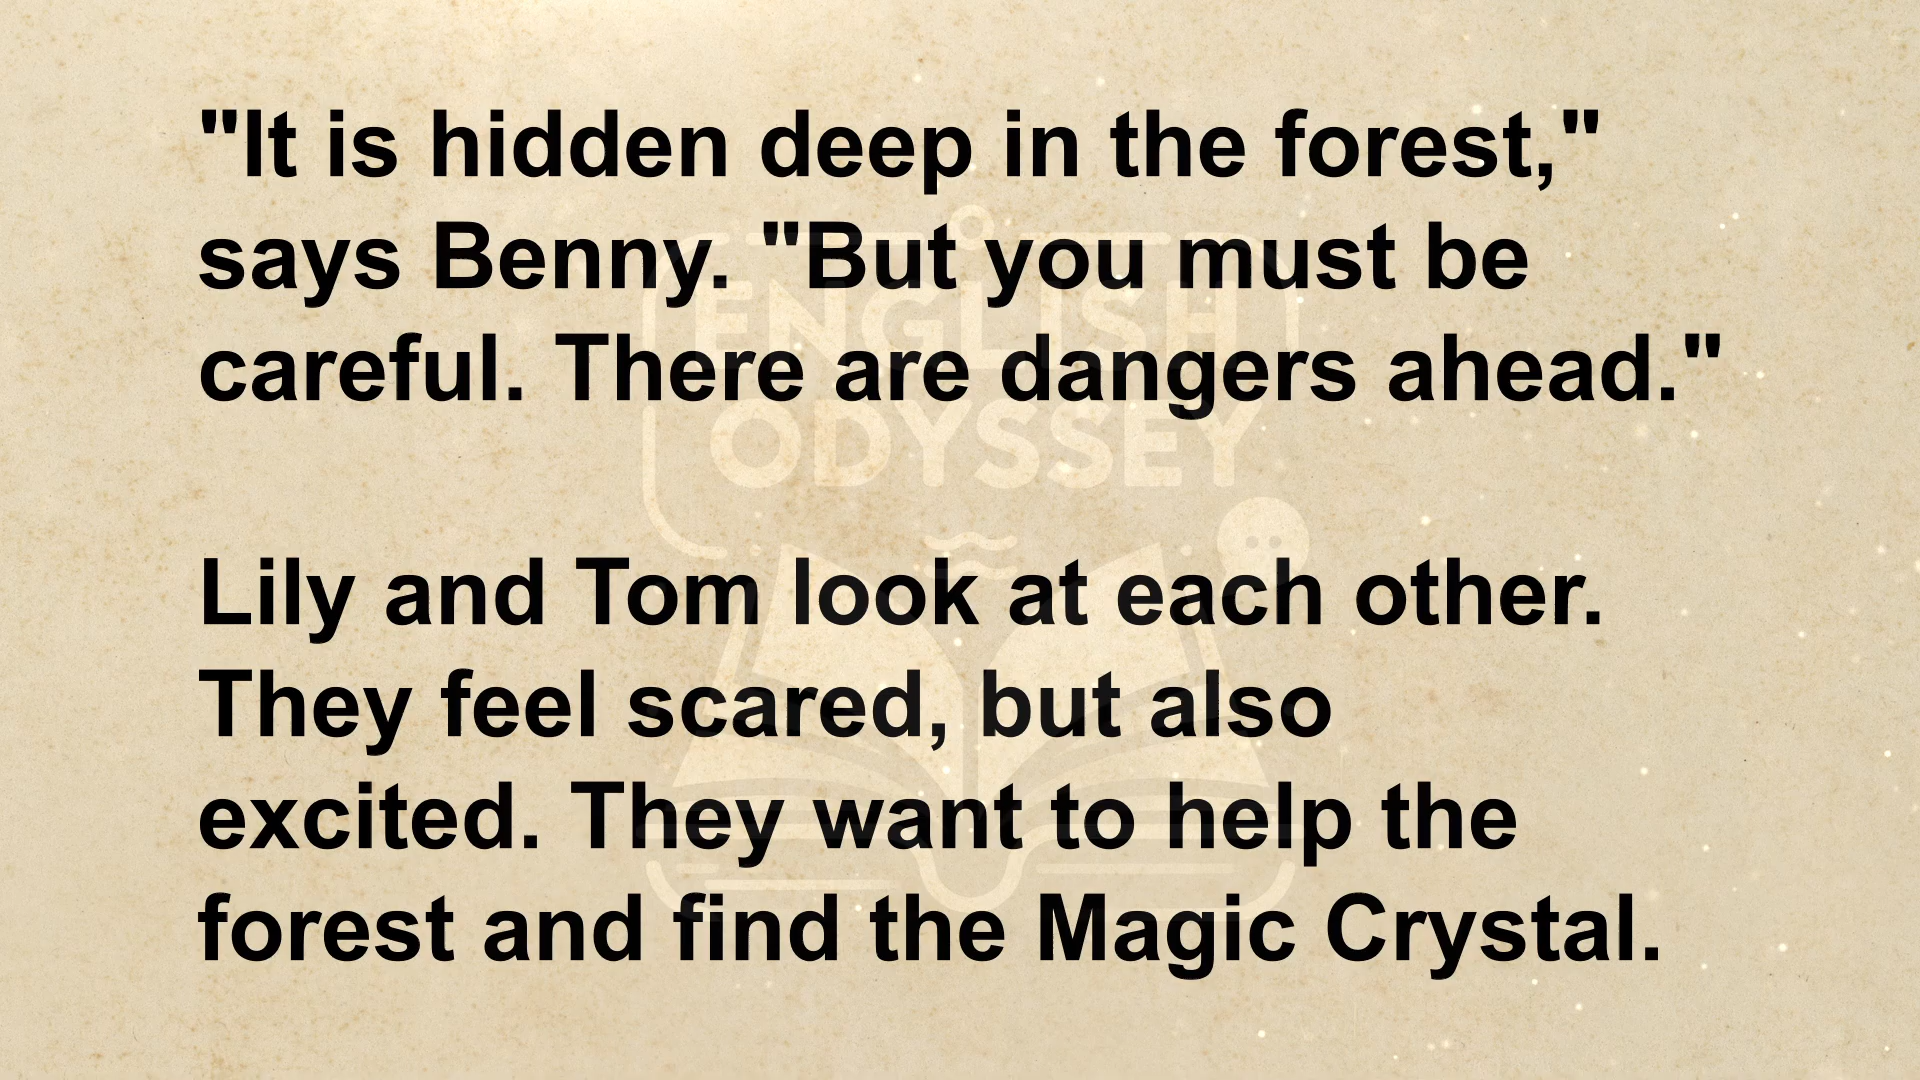 "It is hidden deep in the forest,"
says Benny. "But you must be
careful. There are dangers ahead."
Lily and Tom look at each other.
They feel scared, but also
excited. They want to help the
forest and find the Magic Crystal.
ENGLISH
ODYSSEY